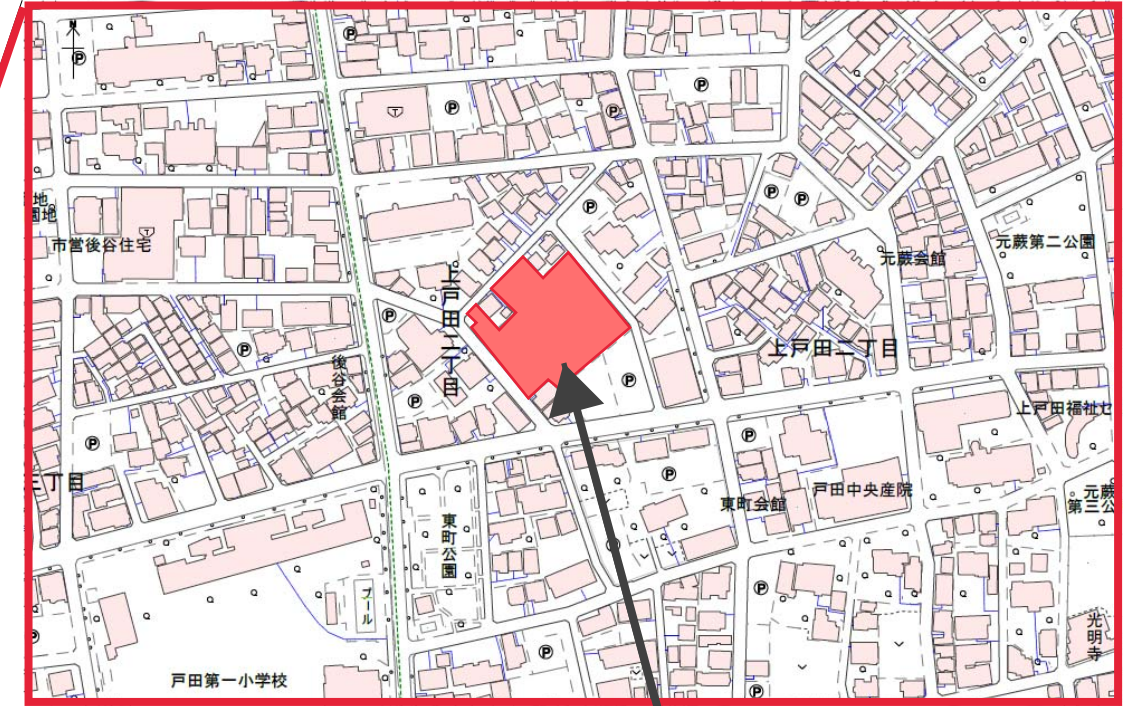 N
地
園地
市営後谷住宅
上戸田二丁目
元蕨第二公園
元蕨会館
上戸田二丁目
後谷会館
上戸田福祉セ
三丁目
戸田中央産院
東町会館
元蕨
第三公
東町公園
プール
光明寺
戸田第一小学校